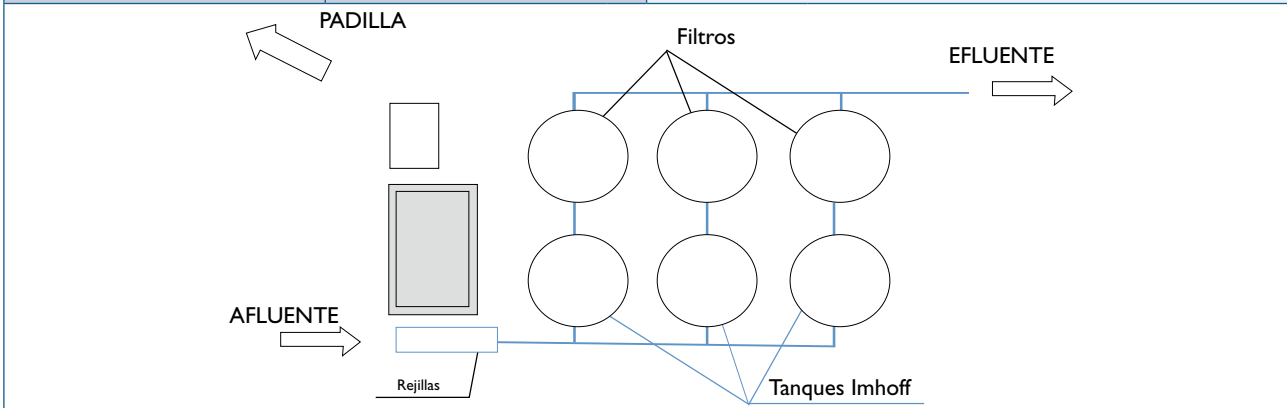 PADILLA
Filtros
EFLUENTE
AFLUENTE
Rejillas
Tanques Imhoff